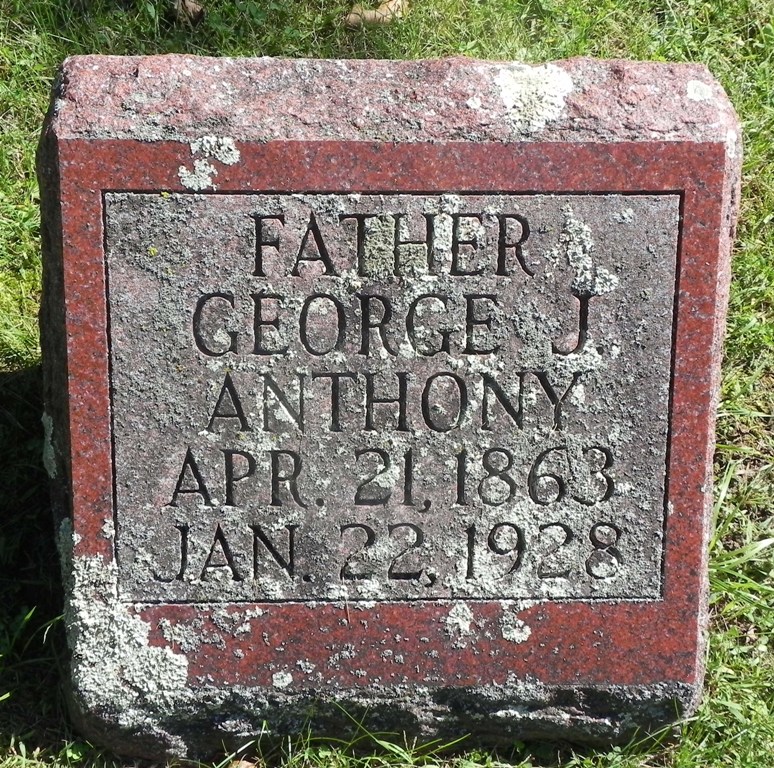 FATHER
GEORGE J.
ANTHONY
APR. 21, 1863
JAN. 22, 1928